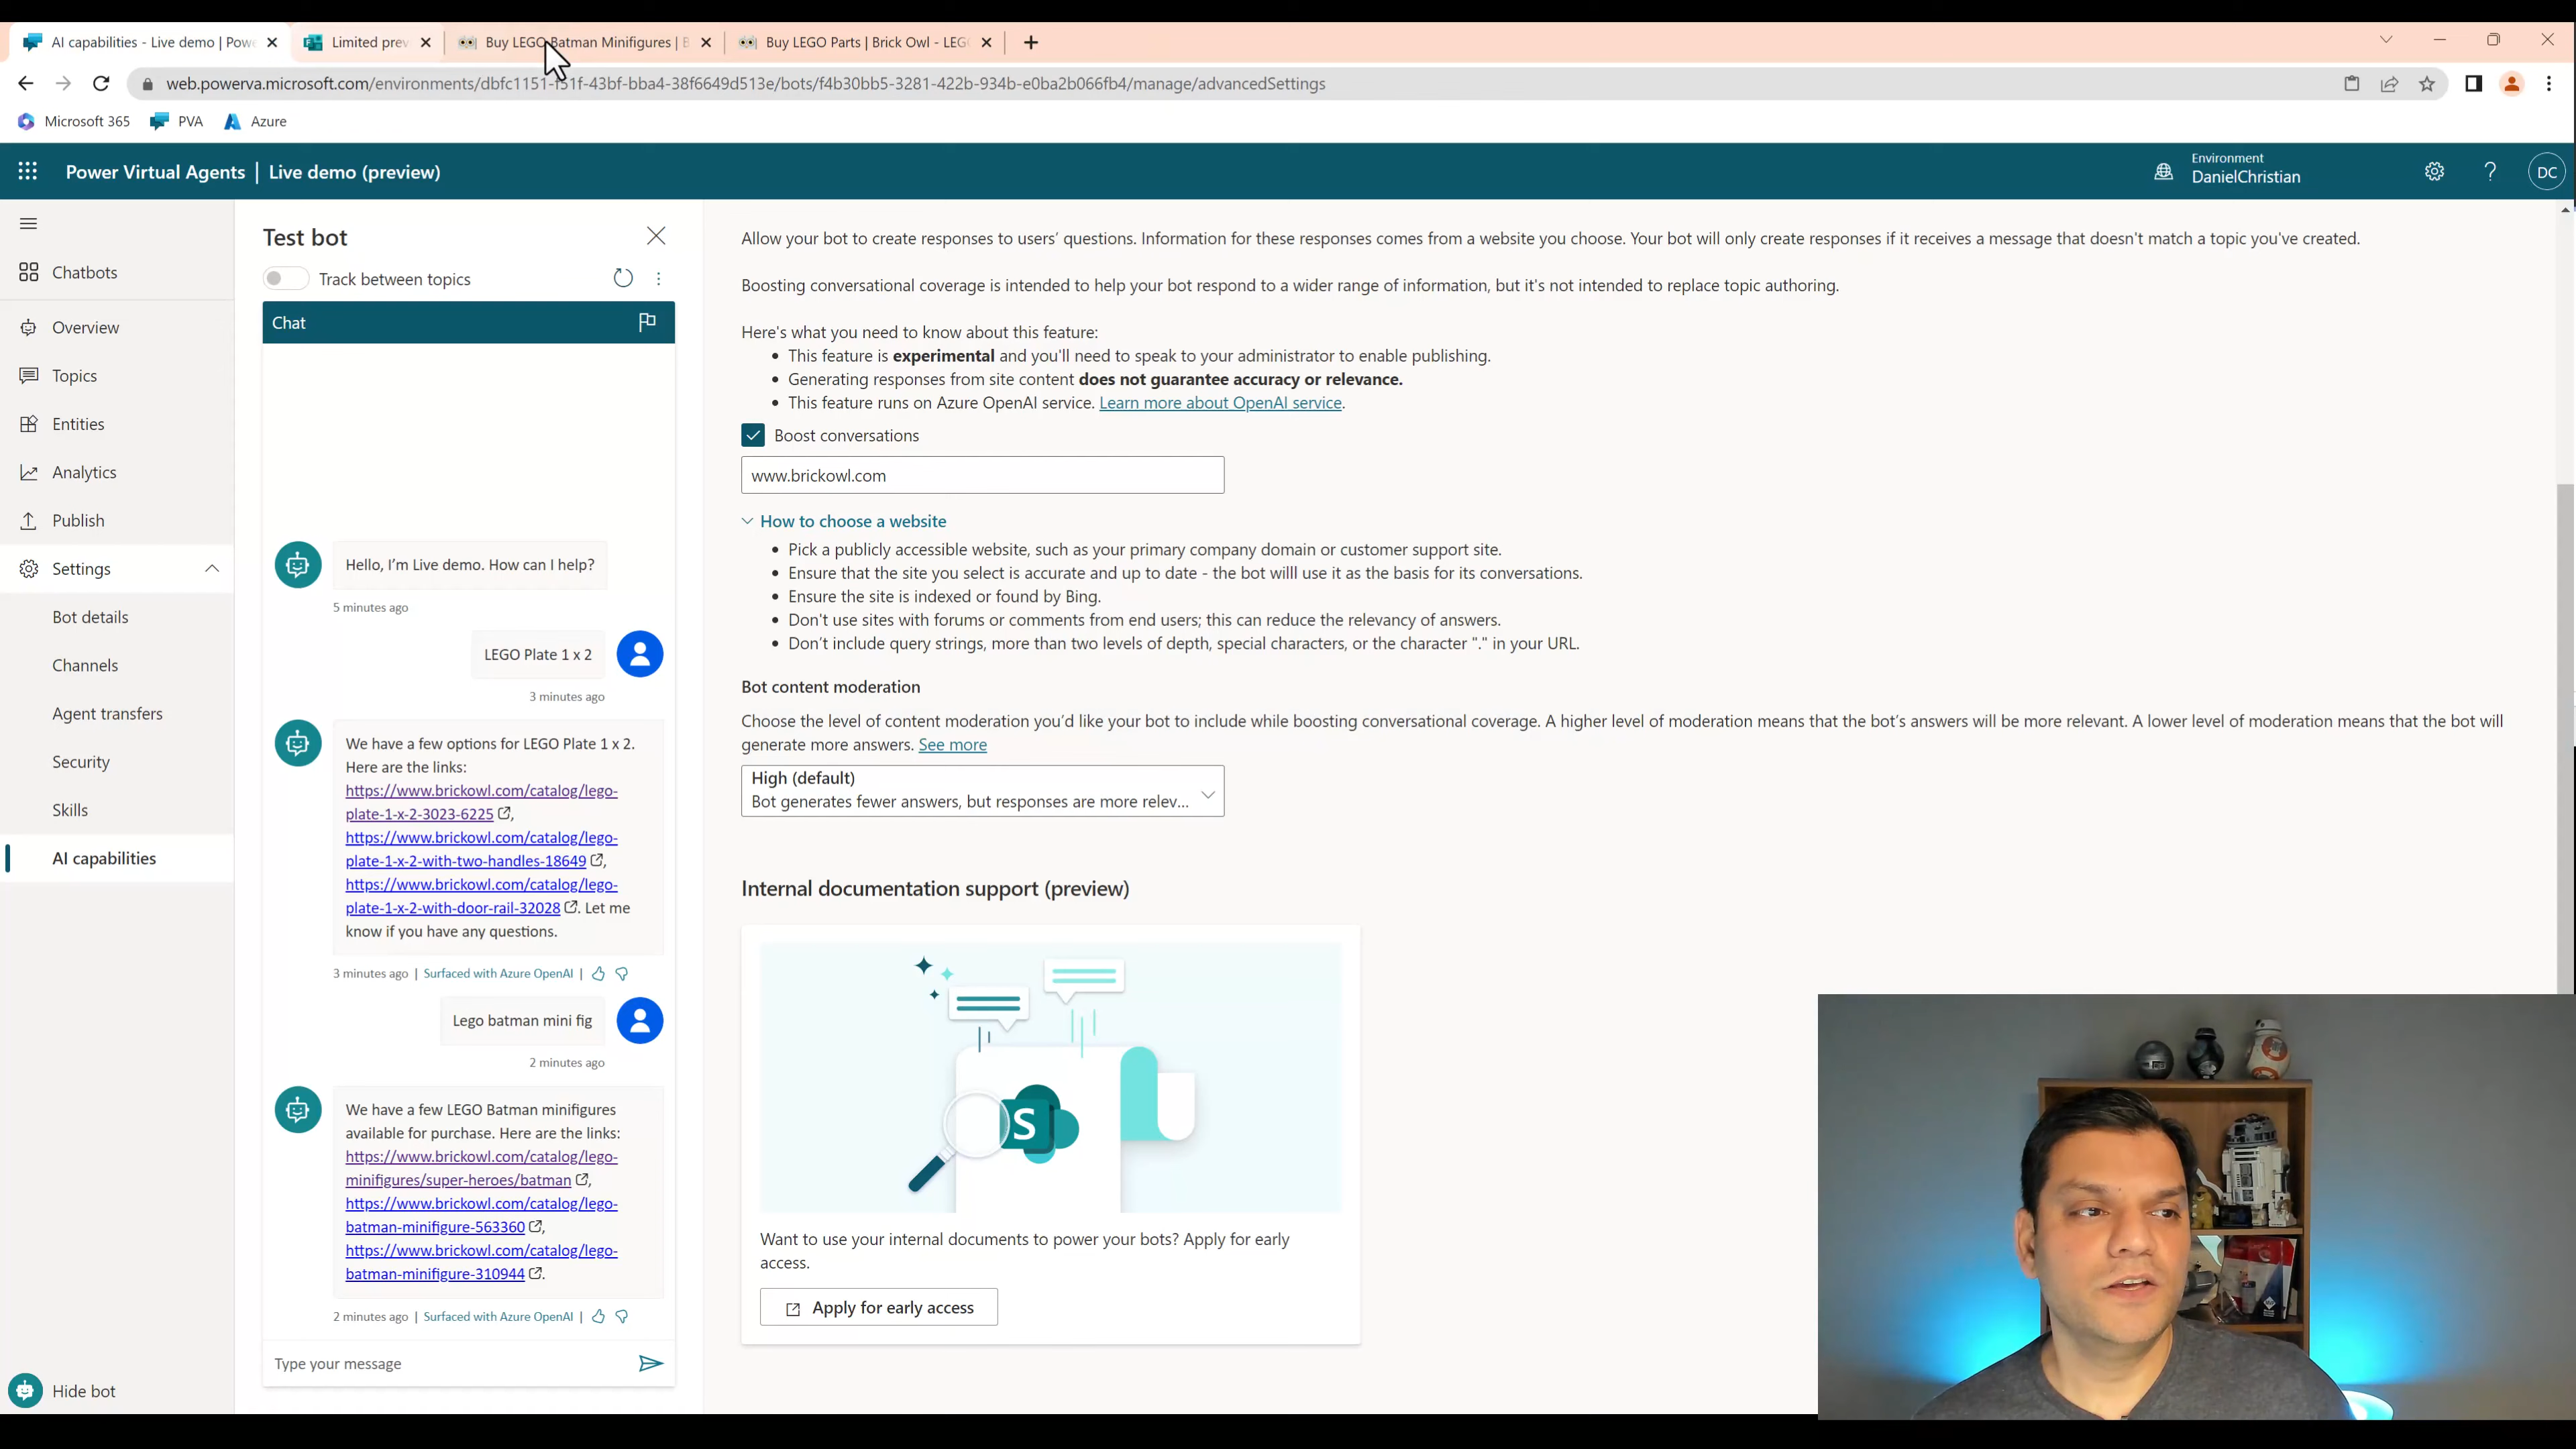 AI capabilities - Live demo | Powe
Limited prev
Buy LEGO Batman Minifigures | B
Buy LEGO Parts | Brick Owl - LEG
web.powerva.microsoft.com/environments/dbfc1151-f51f-43bf-bba4-38f6649d513e/bots/f4b30bb5-3281-422b-934b-e0ba2b066fb4/manage/advancedSettings
Microsoft 365
PVA
Azure
Power Virtual Agents | Live demo (preview)
Environment
DanielChristian
?
DC
Chatbots
Overview
Topics
Entities
Analytics
Publish
Settings
Bot details
Channels
Agent transfers
Security
Skills
AI capabilities
Hide bot
Test bot
Track between topics
Chat
Hello, I'm Live demo. How can I help?
5 minutes ago
LEGO Plate 1 x 2
3 minutes ago
We have a few options for LEGO Plate 1 x 2.
Here are the links:
https://www.brickowl.com/catalog/lego-
plate-1-x-2-3023-6225,
https://www.brickowl.com/catalog/lego-
plate-1-x-2-with-two-handles-18649,
https://www.brickowl.com/catalog/lego-
plate-1-x-2-with-door-rail-32028. Let me
know if you have any questions.
3 minutes ago | Surfaced with Azure OpenAI |
Lego batman mini fig
2 minutes ago
We have a few LEGO Batman minifigures
available for purchase. Here are the links:
https://www.brickowl.com/catalog/lego-
minifigures/super-heroes/batman,
https://www.brickowl.com/catalog/lego-
batman-minifigure-563360,
https://www.brickowl.com/catalog/lego-
batman-minifigure-310944.
2 minutes ago | Surfaced with Azure OpenAI |
Type your message
Allow your bot to create responses to users' questions. Information for these responses comes from a website you choose. Your bot will only create responses if it receives a message that doesn't match a topic you've created.
Boosting conversational coverage is intended to help your bot respond to a wider range of information, but it's not intended to replace topic authoring.
Here's what you need to know about this feature:
• This feature is experimental and you'll need to speak to your administrator to enable publishing.
• Generating responses from site content does not guarantee accuracy or relevance.
• This feature runs on Azure OpenAI service. Learn more about OpenAI service.
Boost conversations
www.brickowl.com
How to choose a website
• Pick a publicly accessible website, such as your primary company domain or customer support site.
• Ensure that the site you select is accurate and up to date - the bot willl use it as the basis for its conversations.
• Ensure the site is indexed or found by Bing.
• Don't use sites with forums or comments from end users; this can reduce the relevancy of answers.
• Don't include query strings, more than two levels of depth, special characters, or the character "." in your URL.
Bot content moderation
Choose the level of content moderation you'd like your bot to include while boosting conversational coverage. A higher level of moderation means that the bot's answers will be more relevant. A lower level of moderation means that the bot will
generate more answers. See more
High (default)
Bot generates fewer answers, but responses are more relev...
Internal documentation support (preview)
S
Want to use your internal documents to power your bots? Apply for early
access.
Apply for early access